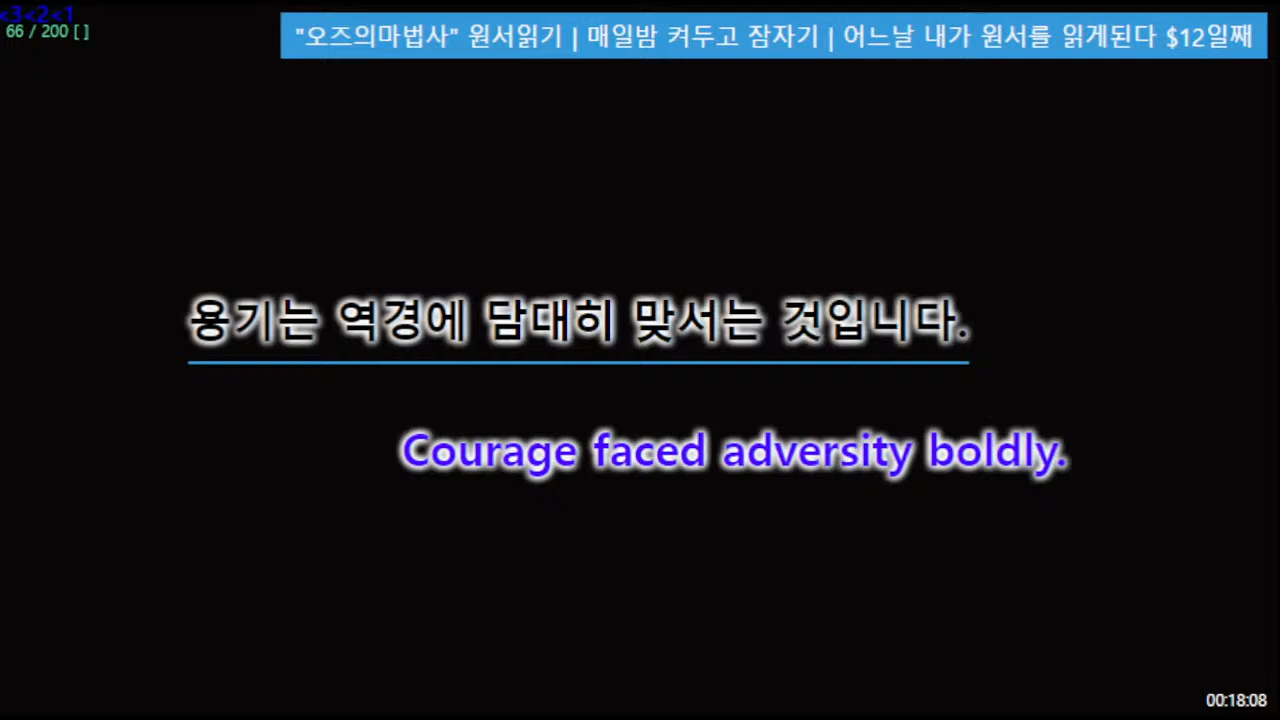 <3<2<1
66 / 200 [ ]
"오즈의마법사" 원서읽기 | 매일밤 켜두고 잠자기 | 어느날 내가 원서를 읽게된다 $12일째
용기는 역경에 담대히 맞서는 것입니다.
Courage faced adversity boldly.
00:18:08